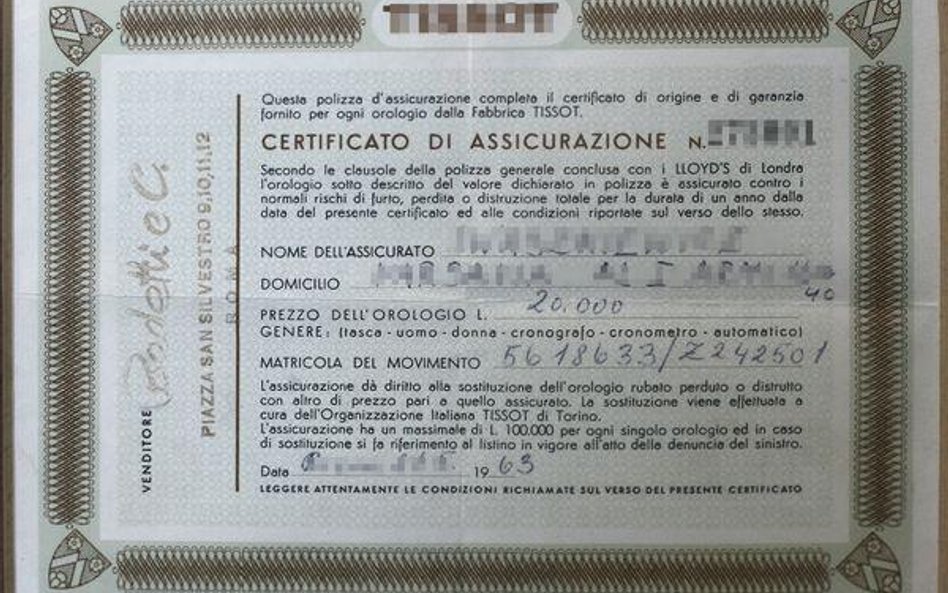 TISSOT
Questa polizza d'assicurazione completa il certificato di origine e di garanzia
fornito per ogni orologio dalla Fabbrica TISSOT.
CERTIFICATO DI ASSICURAZIONE N.
Secondo le clausole della polizza generale conclusa con i LLOYD'S di Londra
l'orologio sotto descritto del valore dichiarato in polizza è assicurato contro i
normali rischi di furto, perdita o distruzione totale per la durata di un anno dalla
data del presente certificato ed alle condizioni riportate sul verso dello stesso.
NOME DELL'ASSICURATO
DOMICILIO
40
PREZZO DELL'OROLOGIO L. 20.000
GENERE: (tasca - uomo - donna - cronografo - cronometro - automatico)
MATRICOLA DEL MOVIMENTO 5618633/Z242501
L'assicurazione dà diritto alla sostituzione dell'orologio rubato perduto o distrutto
con altro di prezzo pari a quello assicurato. La sostituzione viene effettuata a
cura dell'Organizzazione Italiana TISSOT di Torino.
L'assicurazione ha un massimale di L. 100.000 per ogni singolo orologio ed in caso
di sostituzione si fa riferimento al listino in vigore all'atto della denuncia del sinistro.
Data 1963
LEGGERE ATTENTAMENTE LE CONDIZIONI RICHIAMATE SUL VERSO DEL PRESENTE CERTIFICATO
VENDITORE
e C.
PIAZZA SAN SILVESTRO 9,10,11,12
ROMA